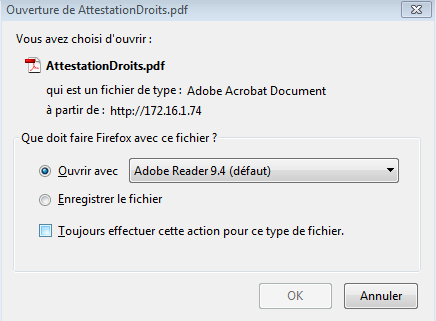 Ouverture de AttestationDroits.pdf
Vous avez choisi d'ouvrir :
AttestationDroits.pdf
qui est un fichier de type : Adobe Acrobat Document
à partir de : http://172.16.1.74
Que doit faire Firefox avec ce fichier ?
Ouvrir avec Adobe Reader 9.4 (défaut)
Enregistrer le fichier
Toujours effectuer cette action pour ce type de fichier.
OK Annuler